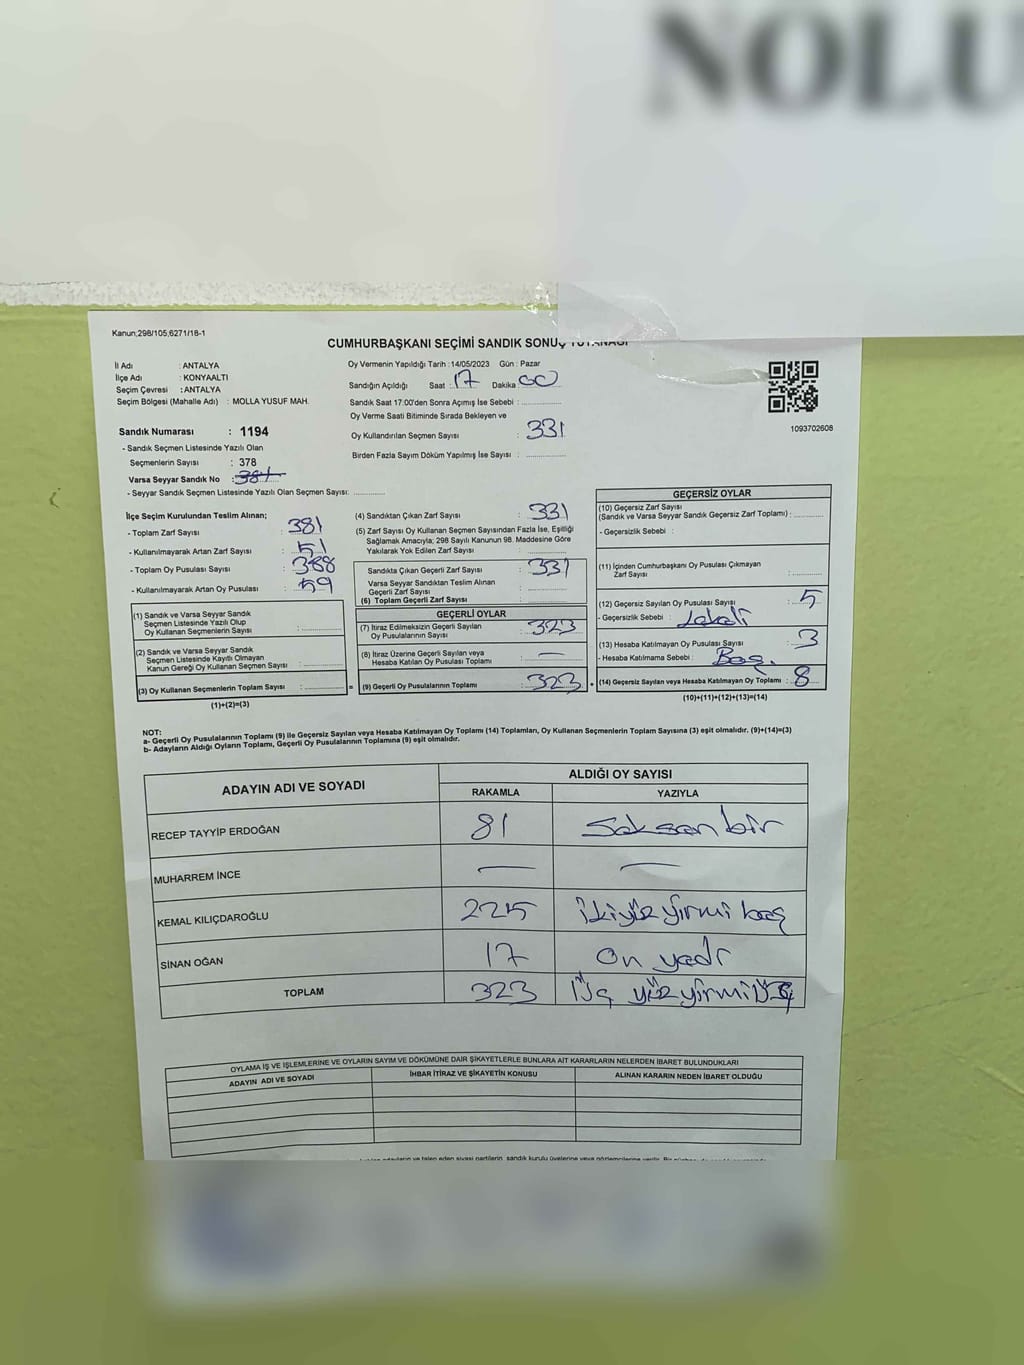 NOLU
Kanun,298/105,6271/18-1
CUMHURBAŞKANI SEÇİMİ SANDIK SONUÇ
İl Adı : ANTALYA
İlçe Adı : KONYAALTI
Seçim Çevresi : ANTALYA
Seçim Bölgesi (Mahalle Adı) : MOLLA YUSUF MAH.
Oy Vermenin Yapıldığı Tarih :14/05/2023 Gün : Pazar
Sandığın Açıldığı Saat : 17 Dakika : 00
Sandık Saat 17:00'den Sonra Açımış İse Sebebi :
Oy Verme Saati Bitiminde Sırada Bekleyen ve
Oy Kullandırılan Seçmen Sayısı : 331
Birden Fazla Sayım Döküm Yapılmış İse Sayısı :
1093702608
Sandık Numarası : 1194
- Sandık Seçmen Listesinde Yazılı Olan
Seçmenlerin Sayısı : 378
Varsa Seyyar Sandık No : 381
- Seyyar Sandık Seçmen Listesinde Yazılı Olan Seçmen Sayısı:
İlçe Seçim Kurulundan Teslim Alınan;
- Toplam Zarf Sayısı : 381
- Kullanılmayarak Artan Zarf Sayısı : 51
- Toplam Oy Pusulası Sayısı : 388
- Kullanılmayarak Artan Oy Pusulası : 59
(1) Sandık ve Varsa Seyyar Sandık
Seçmen Listesinde Yazılı Olup
Oy Kullanan Seçmenlerin Sayısı :
(2) Sandık ve Varsa Seyyar Sandık
Seçmen Listesinde Kayıtlı Olmayan
Kanun Gereği Oy Kullanan Seçmen Sayısı :
(3) Oy Kullanan Seçmenlerin Toplam Sayısı : =
(1)+(2)=(3)
(4) Sandıktan Çıkan Zarf Sayısı : 331
(5) Zarf Sayısı Oy Kullanan Seçmen Sayısından Fazla İse, Eşitliği
Sağlamak Amacıyla; 298 Sayılı Kanunun 98. Maddesine Göre
Yakılarak Yok Edilen Zarf Sayısı :
Sandıkta Çıkan Geçerli Zarf Sayısı : 331
Varsa Seyyar Sandıktan Teslim Alınan
Geçerli Zarf Sayısı :
(6) Toplam Geçerli Zarf Sayısı :
GEÇERLİ OYLAR
(7) İtiraz Edilmeksizin Geçerli Sayılan
Oy Pusulalarının Sayısı : 323
(8) İtiraz Üzerine Geçerli Sayılan veya
Hesaba Katılan Oy Pusulası Toplamı : —
(9) Geçerli Oy Pusulalarının Toplamı : 323 +
GEÇERSİZ OYLAR
(10) Geçersiz Zarf Sayısı
(Sandık ve Varsa Seyyar Sandık Geçersiz Zarf Toplamı) :
- Geçersizlik Sebebi :
(11) İçinden Cumhurbaşkanı Oy Pusulası Çıkmayan
Zarf Sayısı :
(12) Geçersiz Sayılan Oy Pusulası Sayısı : 5
- Geçersizlik Sebebi : Lekeli
(13) Hesaba Katılmayan Oy Pusulası Sayısı : 3
- Hesaba Katılmama Sebebi : Boş.
(14) Geçersiz Sayılan veya Hesaba Katılmayan Oy Toplamı : 8
(10)+(11)+(12)+(13)=(14)
NOT:
a- Geçerli Oy Pusulalarının Toplamı (9) ile Geçersiz Sayılan veya Hesaba Katılmayan Oy Toplamı (14) Toplamları, Oy Kullanan Seçmenlerin Toplam Sayısına (3) eşit olmalıdır. (9)+(14)=(3)
b- Adayların Aldığı Oyların Toplamı, Geçerli Oy Pusulalarının Toplamına (9) eşit olmalıdır.
ADAYIN ADI VE SOYADI
ALDIĞI OY SAYISI
RAKAMLA YAZIYLA
RECEP TAYYİP ERDOĞAN 81 Seksen bir
MUHARREM İNCE — —
KEMAL KILIÇDAROĞLU 225 ikiyüz yirmi beş
SİNAN OĞAN 17 On yedi
TOPLAM 323 Üç yüz yirmi üç
OYLAMA İŞ VE İŞLEMLERİNE VE OYLARIN SAYIM VE DÖKÜMÜNE DAİR ŞİKAYETLERLE BUNLARA AİT KARARLARIN NELERDEN İBARET BULUNDUKLARI
ADAYIN ADI VE SOYADI İHBAR İTİRAZ VE ŞİKAYETİN KONUSU ALINAN KARARIN NEDEN İBARET OLDUĞU